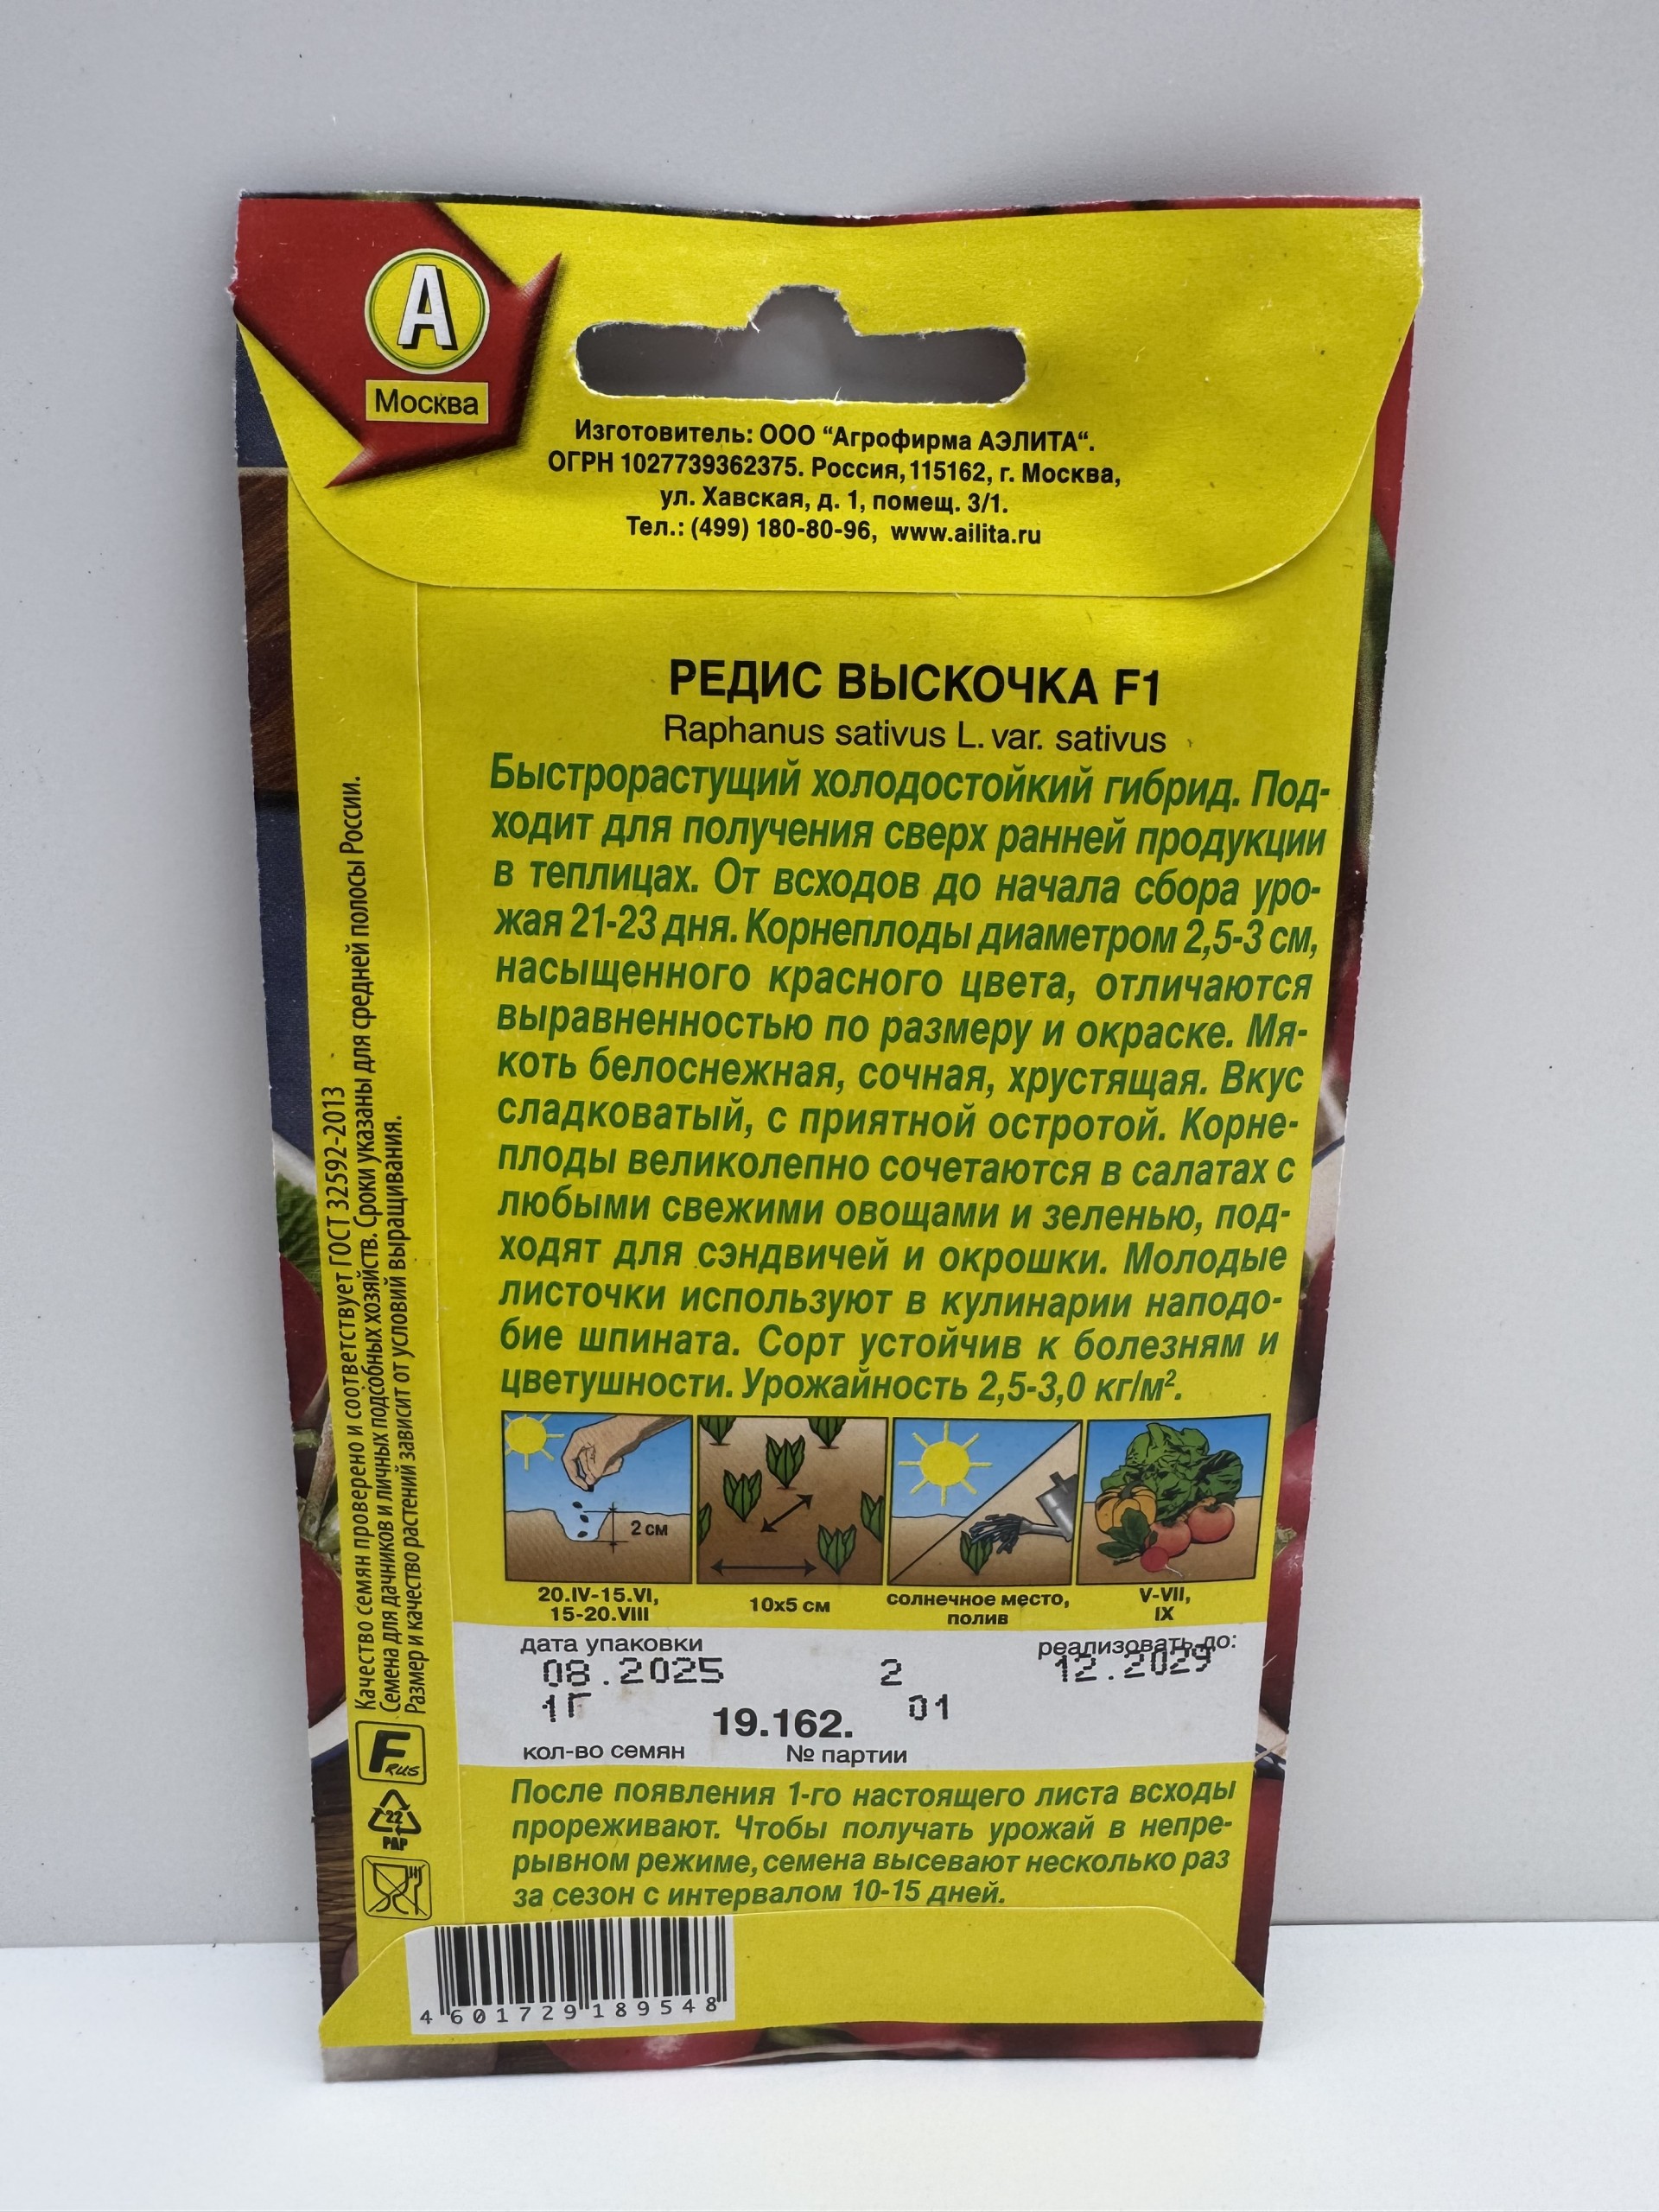 А
Москва
Изготовитель: ООО “Агрофирма АЭЛИТА“.
ОГРН 1027739362375. Россия, 115162, г. Москва,
ул. Хавская, д. 1, помещ. 3/1.
Тел.: (499) 180-80-96, www.ailita.ru
РЕДИС ВЫСКОЧКА F1
Raphanus sativus L. var. sativus
Быстрорастущий холодостойкий гибрид. Под-
ходит для получения сверх ранней продукции
в теплицах. От всходов до начала сбора уро-
жая 21-23 дня. Корнеплоды диаметром 2,5-3 см,
насыщенного красного цвета, отличаются
выравненностью по размеру и окраске. Мя-
коть белоснежная, сочная, хрустящая. Вкус
сладковатый, с приятной остротой. Корне-
плоды великолепно сочетаются в салатах с
любыми свежими овощами и зеленью, под-
ходят для сэндвичей и окрошки. Молодые
листочки используют в кулинарии наподо-
бие шпината. Сорт устойчив к болезням и
цветушности. Урожайность 2,5-3,0 кг/м².
2 см
20.IV-15.VI,
15-20.VIII
10х5 см
солнечное место,
полив
V-VII,
IX
дата упаковки
реализовать до:
08.2025 2 12.2029
1Г 19.162. 01
кол-во семян № партии
После появления 1-го настоящего листа всходы
прореживают. Чтобы получать урожай в непре-
рывном режиме, семена высевают несколько раз
за сезон с интервалом 10-15 дней.
4 601729 189548
Качество семян проверено и соответствует ГОСТ 32592-2013
Семена для дачников и личных подсобных хозяйств. Сроки указаны для средней полосы России.
Размер и качество растений зависит от условий выращивания.
F RUS
22
PAP